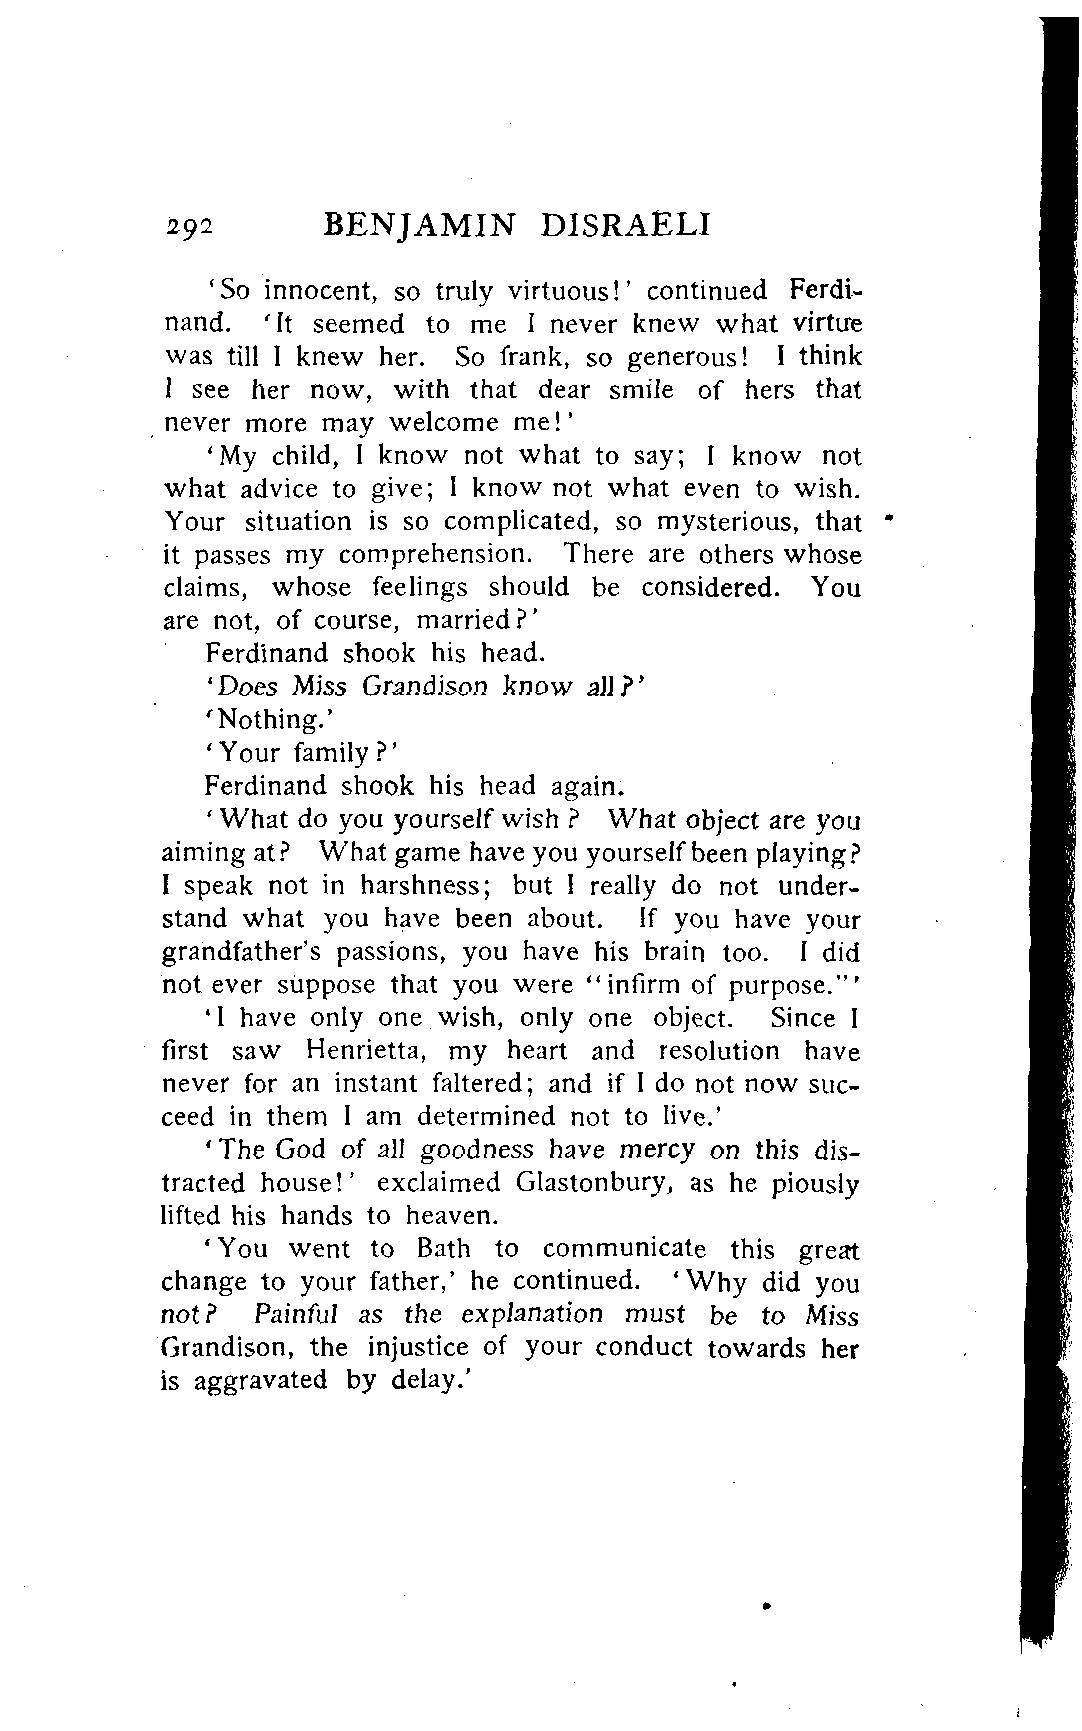 292 BENJAMIN DISRAELI
'So innocent, so truly virtuous!' continued Ferdi-
nand. 'It seemed to me I never knew what virtue
was till I knew her. So frank, so generous! I think
I see her now, with that dear smile of hers that
never more may welcome me!'
'My child, I know not what to say; I know not
what advice to give; I know not what even to wish.
Your situation is so complicated, so mysterious, that
it passes my comprehension. There are others whose
claims, whose feelings should be considered. You
are not, of course, married?'
Ferdinand shook his head.
'Does Miss Grandison know all?'
'Nothing.'
'Your family?'
Ferdinand shook his head again.
'What do you yourself wish? What object are you
aiming at? What game have you yourself been playing?
I speak not in harshness; but I really do not under-
stand what you have been about. If you have your
grandfather's passions, you have his brain too. I did
not ever suppose that you were "infirm of purpose."'
'I have only one wish, only one object. Since I
first saw Henrietta, my heart and resolution have
never for an instant faltered; and if I do not now suc-
ceed in them I am determined not to live.'
'The God of all goodness have mercy on this dis-
tracted house!' exclaimed Glastonbury, as he piously
lifted his hands to heaven.
'You went to Bath to communicate this great
change to your father,' he continued. 'Why did you
not? Painful as the explanation must be to Miss
Grandison, the injustice of your conduct towards her
is aggravated by delay.'